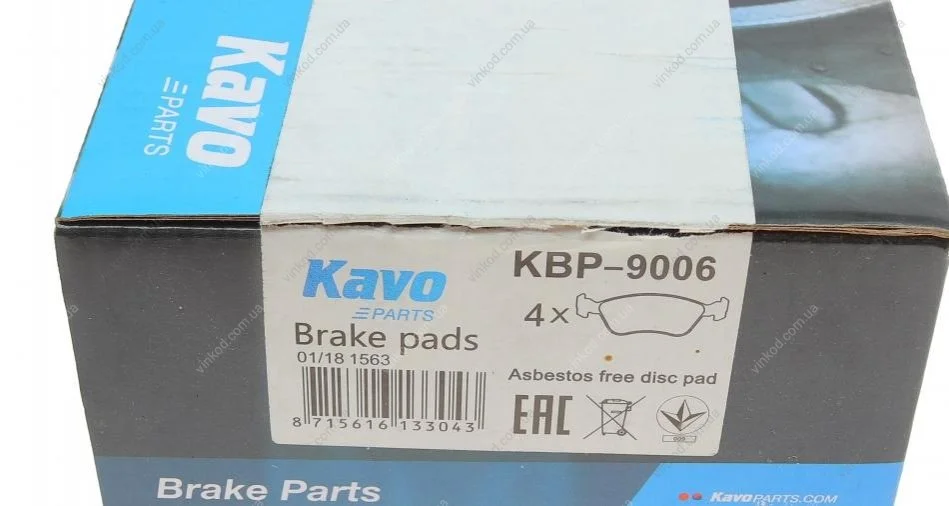 Kavo
PARTS
Kavo
PARTS
Brake pads
01/18 1563
8 715616 133043
KBP-9006
4x
Asbestos free disc pad
EAC
Brake Parts
KavoPARTS.COM
vinkod.com.ua